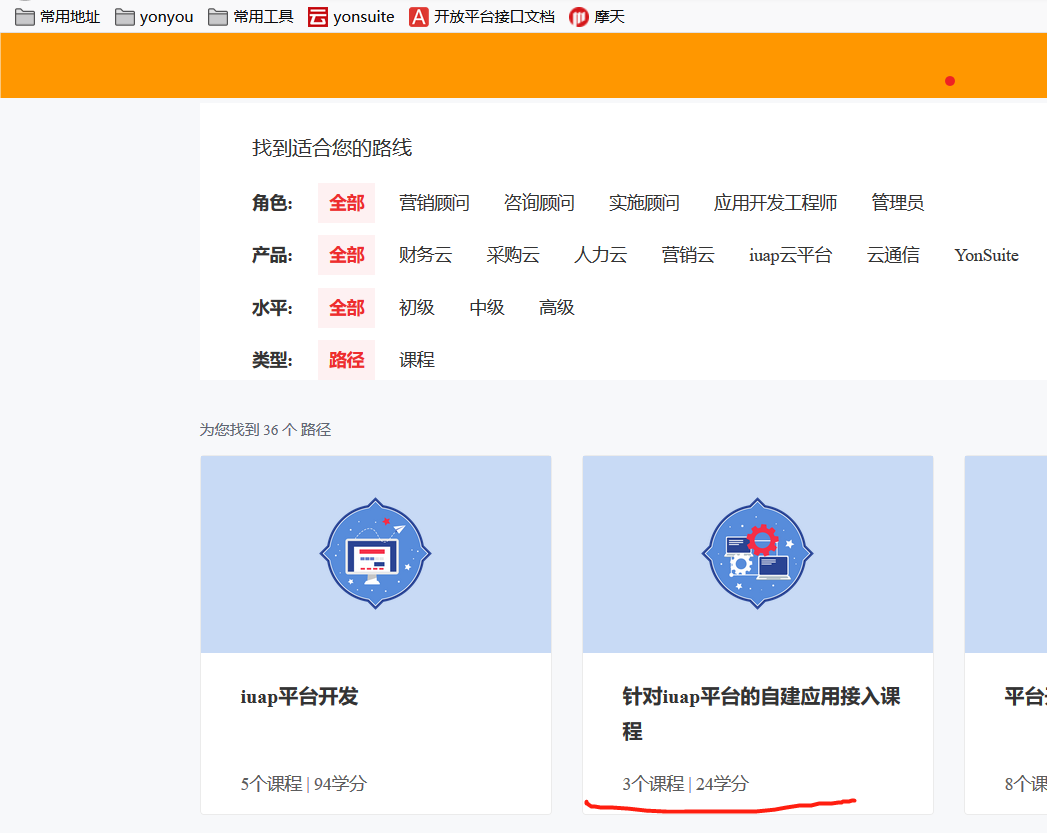 常用地址 yonyou 常用工具 yonsuite 开放平台接口文档 摩天
找到适合您的路线
角色: 全部 营销顾问 咨询顾问 实施顾问 应用开发工程师 管理员
产品: 全部 财务云 采购云 人力云 营销云 iuap云平台 云通信 YonSuite
水平: 全部 初级 中级 高级
类型: 路径 课程
为您找到 36 个 路径
iuap平台开发
5个课程 | 94学分
针对iuap平台的自建应用接入课
程
3个课程 | 24学分
平台
8个课